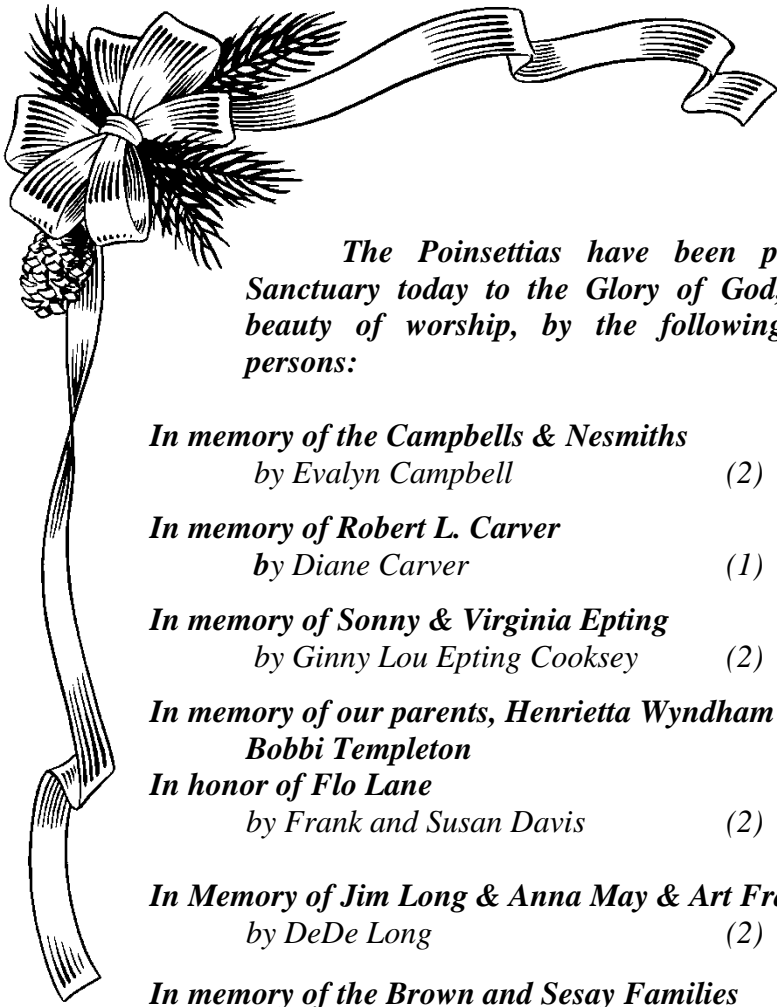 The Poinsettias have been
Sanctuary today to the Glory of God,
beauty of worship, by the following
persons:
In memory of the Campbells & Nesmiths
by Evalyn Campbell (2)
In memory of Robert L. Carver
by Diane Carver (1)
In memory of Sonny & Virginia Epting
by Ginny Lou Epting Cooksey (2)
In memory of our parents, Henrietta Wyndham
Bobbi Templeton
In honor of Flo Lane
by Frank and Susan Davis (2)
In Memory of Jim Long & Anna May & Art
by DeDe Long (2)
In memory of the Brown and Sesay Families